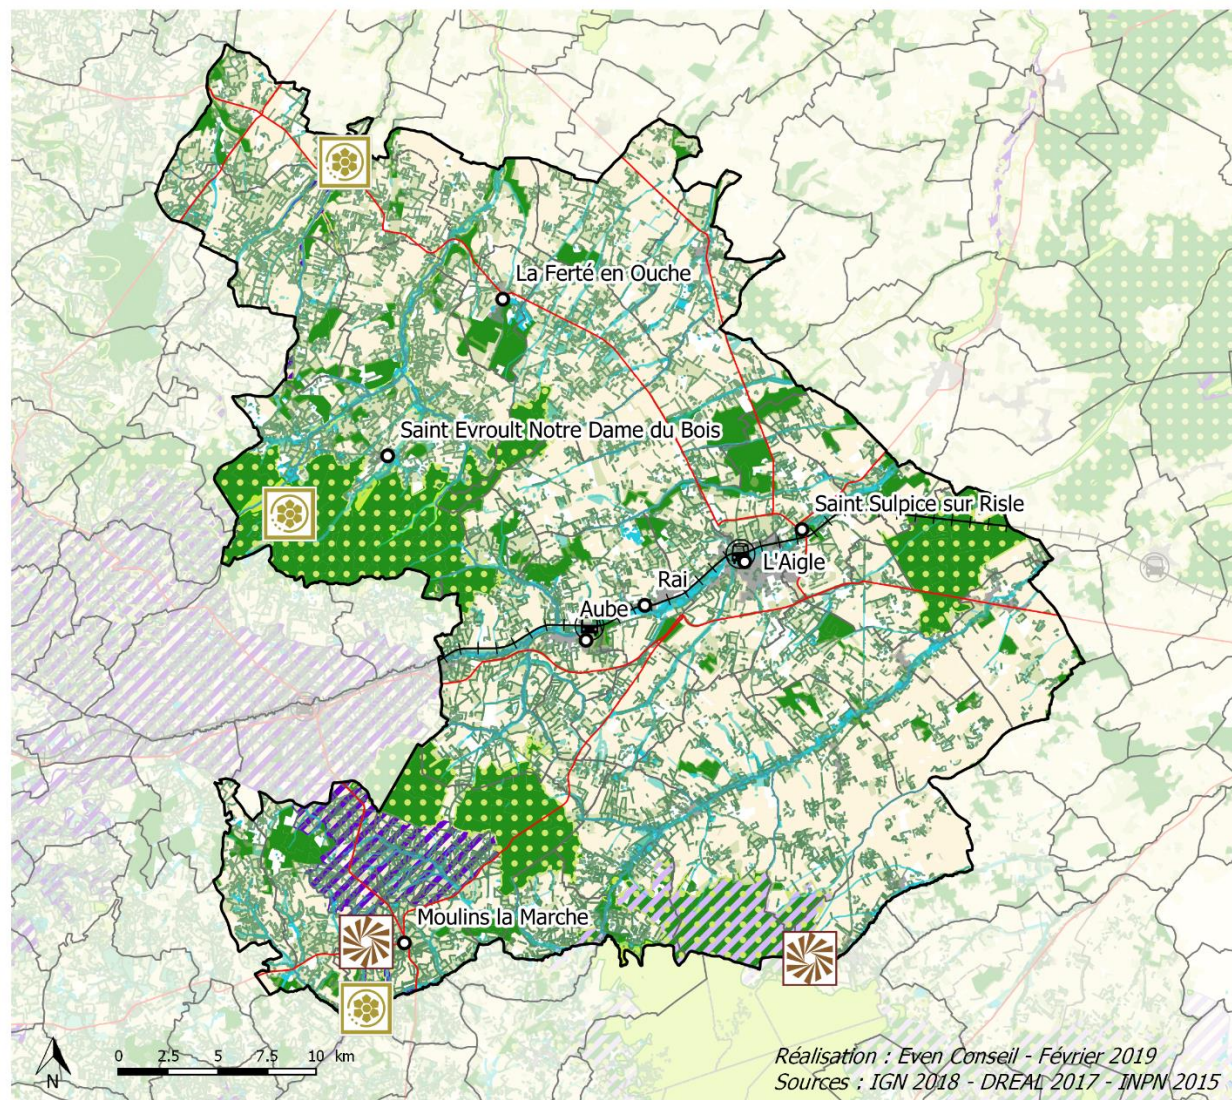 La Ferté en Ouche
Saint Evroult Notre Dame du Bois
Saint Sulpice sur Risle
L'Aigle
Rai
Aube
Moulins la Marche
0 2.5 5 7.5 10 km
N
Réalisation : Even Conseil - Février 2019
Sources : IGN 2018 - DREAL 2017 - INPN 2015